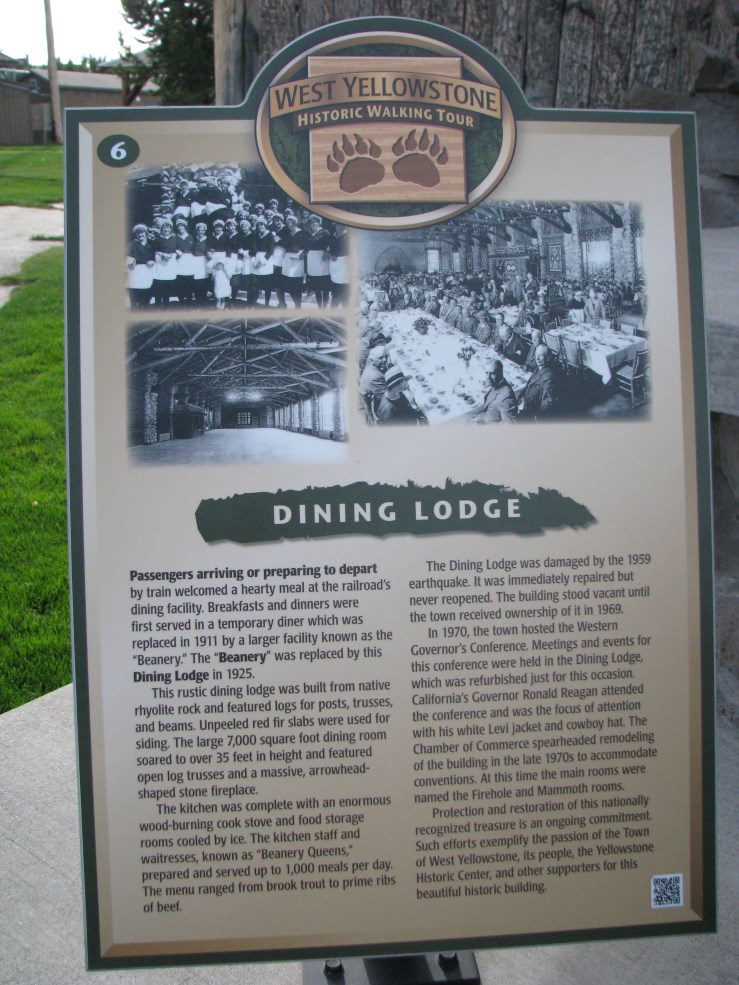 WEST YELLOWSTONE
HISTORIC WALKING TOUR
6
DINING LODGE
Passengers arriving or preparing to depart
by train welcomed a hearty meal at the railroad's
dining facility. Breakfasts and dinners were
first served in a temporary diner which was
replaced in 1911 by a larger facility known as the
"Beanery." The "Beanery" was replaced by this
Dining Lodge in 1925.
This rustic dining lodge was built from native
rhyolite rock and featured logs for posts, trusses,
and beams. Unpeeled red fir slabs were used for
siding. The large 7,000 square foot dining room
soared to over 35 feet in height and featured
open log trusses and a massive, arrowhead-
shaped stone fireplace.
The kitchen was complete with an enormous
wood-burning cook stove and food storage
rooms cooled by ice. The kitchen staff and
waitresses, known as "Beanery Queens,"
prepared and served up to 1,000 meals per day.
The menu ranged from brook trout to prime ribs
of beef.
The Dining Lodge was damaged by the 1959
earthquake. It was immediately repaired but
never reopened. The building stood vacant until
the town received ownership of it in 1969.
In 1970, the town hosted the Western
Governor's Conference. Meetings and events for
this conference were held in the Dining Lodge,
which was refurbished just for this occasion.
California's Governor Ronald Reagan attended
the conference and was the focus of attention
with his white Levi jacket and cowboy hat. The
Chamber of Commerce spearheaded remodeling
of the building in the late 1970s to accommodate
conventions. At this time the main rooms were
named the Firehole and Mammoth rooms.
Protection and restoration of this nationally
recognized treasure is an ongoing commitment.
Such efforts exemplify the passion of the Town
of West Yellowstone, its people, the Yellowstone
Historic Center, and other supporters for this
beautiful historic building.